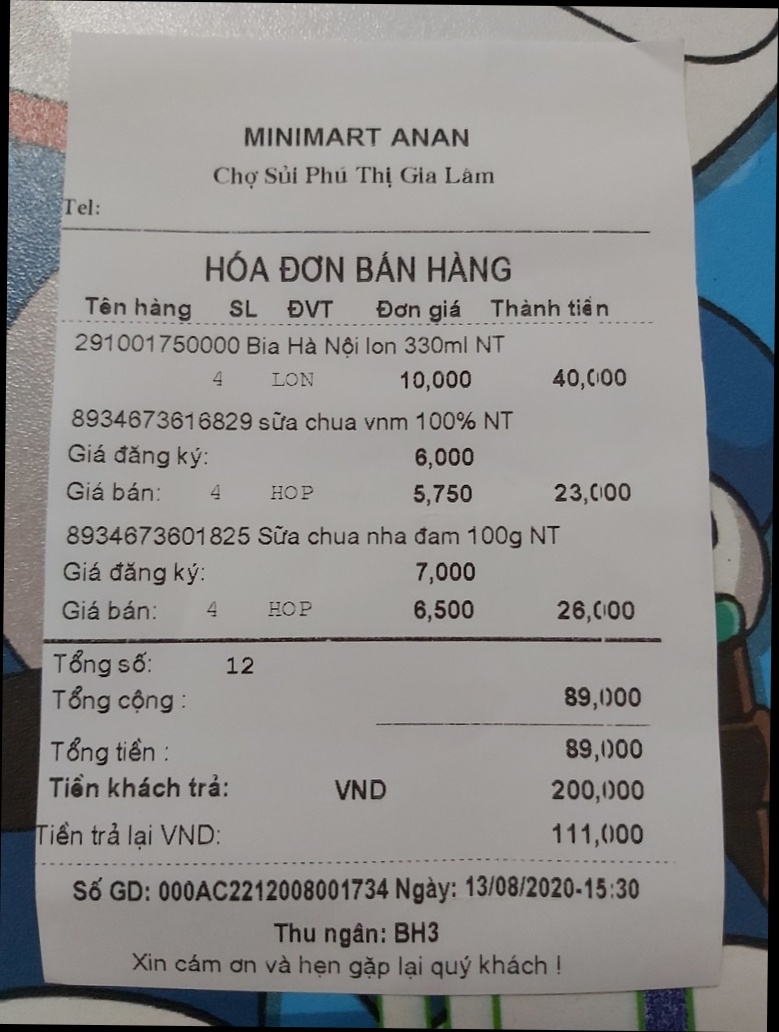 MINIMART ANAN
Chợ Sủi Phú Thị Gia Lâm
Tel:
HÓA ĐƠN BÁN HÀNG
Tên hàng SL ĐVT Đơn giá Thành tiền
291001750000 Bia Hà Nội lon 330ml NT
4 LON 10,000 40,000
8934673616829 sữa chua vnm 100% NT
Giá đăng ký: 6,000
Giá bán: 4 HOP 5,750 23,000
8934673601825 Sữa chua nha đam 100g NT
Giá đăng ký: 7,000
Giá bán: 4 HOP 6,500 26,000
Tổng số: 12
Tổng cộng : 89,000
Tổng tiền : 89,000
Tiền khách trả: VND 200,000
Tiền trả lại VND: 111,000
Số GD: 000AC2212008001734 Ngày: 13/08/2020-15:30
Thu ngân: BH3
Xin cám ơn và hẹn gặp lại quý khách !